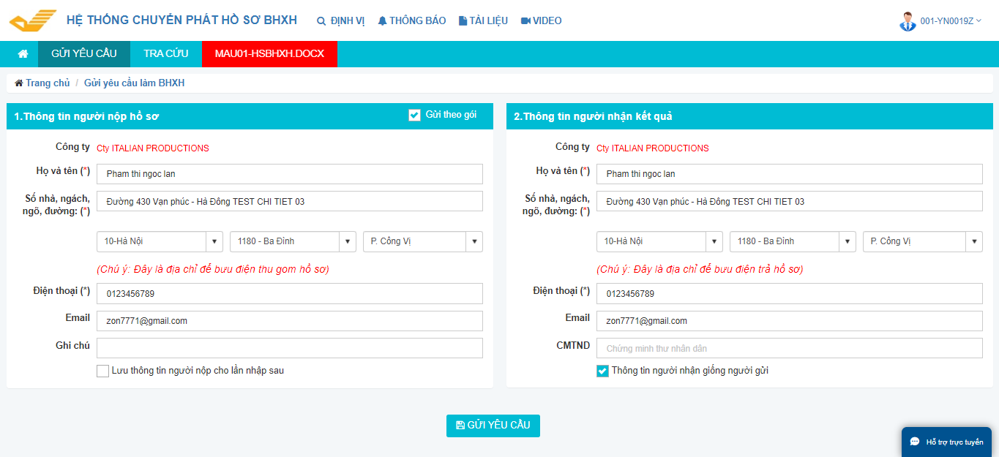 HỆ THỐNG CHUYỂN PHÁT HỒ SƠ BHXH
ĐỊNH VỊ
THÔNG BÁO
TÀI LIỆU
VIDEO
001-YN0019Z
GỬI YÊU CẦU
TRA CỨU
MAU01-HSBHXH.DOCX
Trang chủ / Gửi yêu cầu làm BHXH
1.Thông tin người nộp hồ sơ
Gửi theo gói
Công ty Cty ITALIAN PRODUCTIONS
Họ và tên (*) Pham thi ngoc lan
Số nhà, ngách,
ngõ, đường: (*)
Đường 430 Vạn phúc - Hà Đông TEST CHI TIET 03
10-Hà Nội
1180 - Ba Đình
P. Cống Vị
(Chú ý: Đây là địa chỉ để bưu điện thu gom hồ sơ)
Điện thoại (*) 0123456789
Email zon7771@gmail.com
Ghi chú
Lưu thông tin người nộp cho lần nhập sau
2.Thông tin người nhận kết quả
Công ty Cty ITALIAN PRODUCTIONS
Họ và tên (*) Pham thi ngoc lan
Số nhà, ngách,
ngõ, đường: (*)
Đường 430 Vạn phúc - Hà Đông TEST CHI TIET 03
10-Hà Nội
1180 - Ba Đình
P. Cống Vị
(Chú ý: Đây là địa chỉ để bưu điện trả hồ sơ)
Điện thoại (*) 0123456789
Email zon7771@gmail.com
CMTND Chứng minh thư nhân dân
Thông tin người nhận giống người gửi
GỬI YÊU CẦU
Hỗ trợ trực tuyến